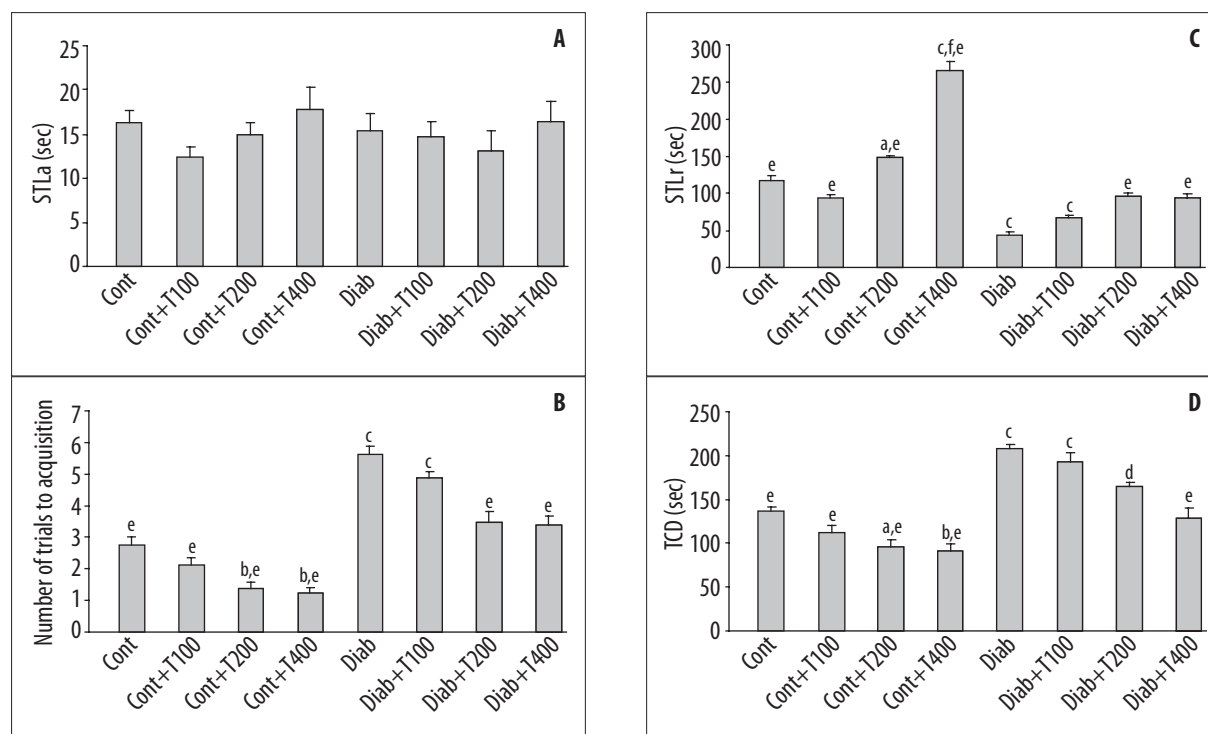 A
STLa (sec)
25
20
15
10
5
0
Cont
Cont+T100
Cont+T200
Cont+T400
Diab
Diab+T100
Diab+T200
Diab+T400
B
Number of trials to acquisition
7
6
5
4
3
2
1
0
e
e
b,e
b,e
c
c
e
e
Cont
Cont+T100
Cont+T200
Cont+T400
Diab
Diab+T100
Diab+T200
Diab+T400
C
STLr (sec)
300
250
200
150
100
50
0
e
e
a,e
c,f,e
c
c
e
e
Cont
Cont+T100
Cont+T200
Cont+T400
Diab
Diab+T100
Diab+T200
Diab+T400
D
TCD (sec)
250
200
150
100
50
0
e
e
a,e
b,e
c
c
d
e
Cont
Cont+T100
Cont+T200
Cont+T400
Diab
Diab+T100
Diab+T200
Diab+T400